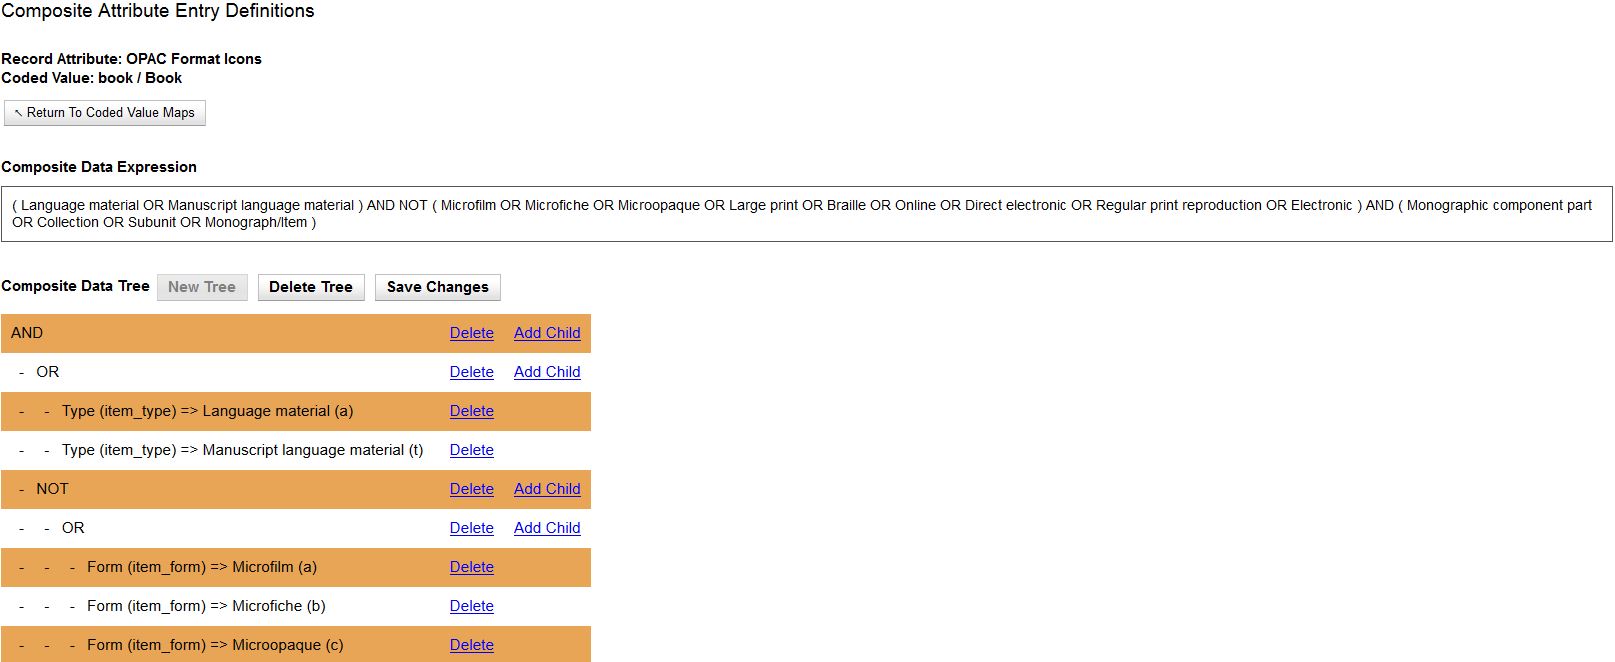 Composite Attribute Entry Definitions
Record Attribute: OPAC Format Icons
Coded Value: book / Book
↖ Return To Coded Value Maps
Composite Data Expression
( Language material OR Manuscript language material ) AND NOT ( Microfilm OR Microfiche OR Microopaque OR Large print OR Braille OR Online OR Direct electronic OR Regular print reproduction OR Electronic ) AND ( Monographic component part
OR Collection OR Subunit OR Monograph/Item )
Composite Data Tree New Tree Delete Tree Save Changes
AND Delete Add Child
- OR Delete Add Child
- - Type (item_type) => Language material (a) Delete
- - Type (item_type) => Manuscript language material (t) Delete
- NOT Delete Add Child
- - OR Delete Add Child
- - - Form (item_form) => Microfilm (a) Delete
- - - Form (item_form) => Microfiche (b) Delete
- - - Form (item_form) => Microopaque (c) Delete